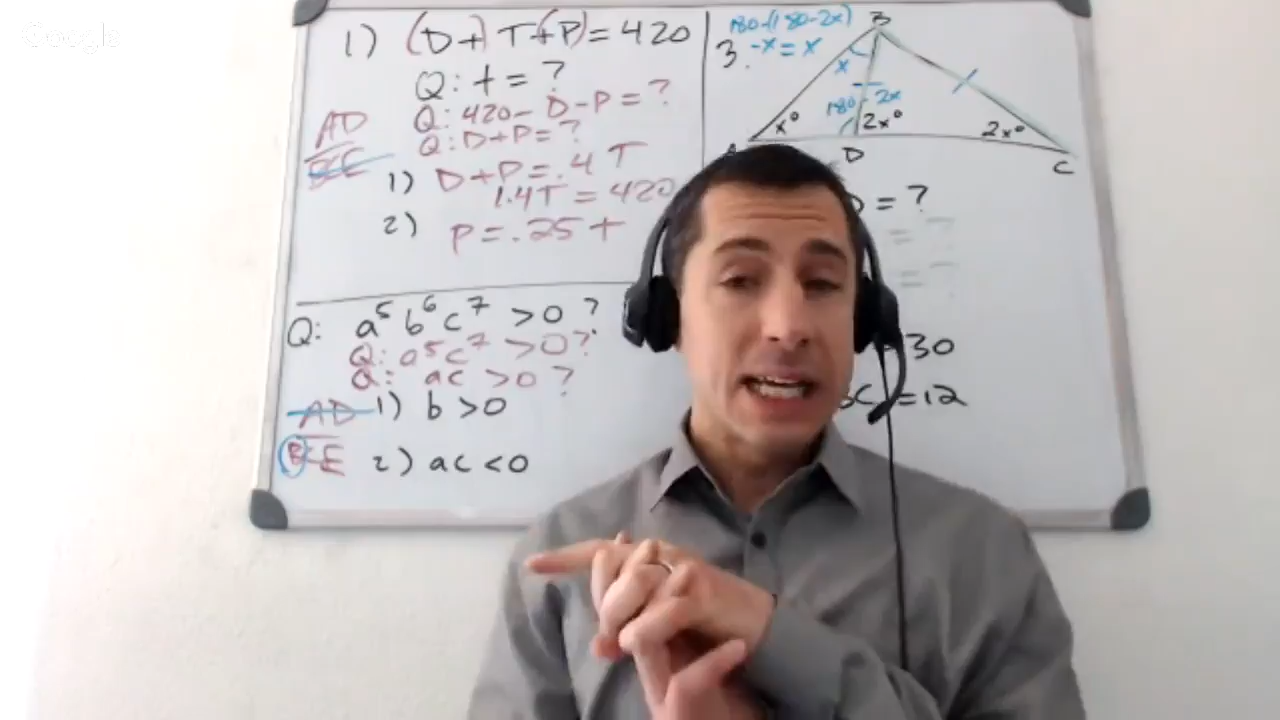 Google
1) (D+) T+(P)=420
Q: t = ?
Q: 420-D-P=?
Q: D+P=?
AD
BCE
1) D+P=.4T
1.4T=420
2) P=.25t
Q: a⁵b⁶c⁷ >0 ?
Q: a⁵c⁷ >0?
Q: ac >0 ?
AD 1) b >0
BCE 2) ac <0
3.
180-(180-2x)
-x = x
B
x
180-2x
x° 2x° 2x°
D C
= ?
= ?
= ?
30
=12